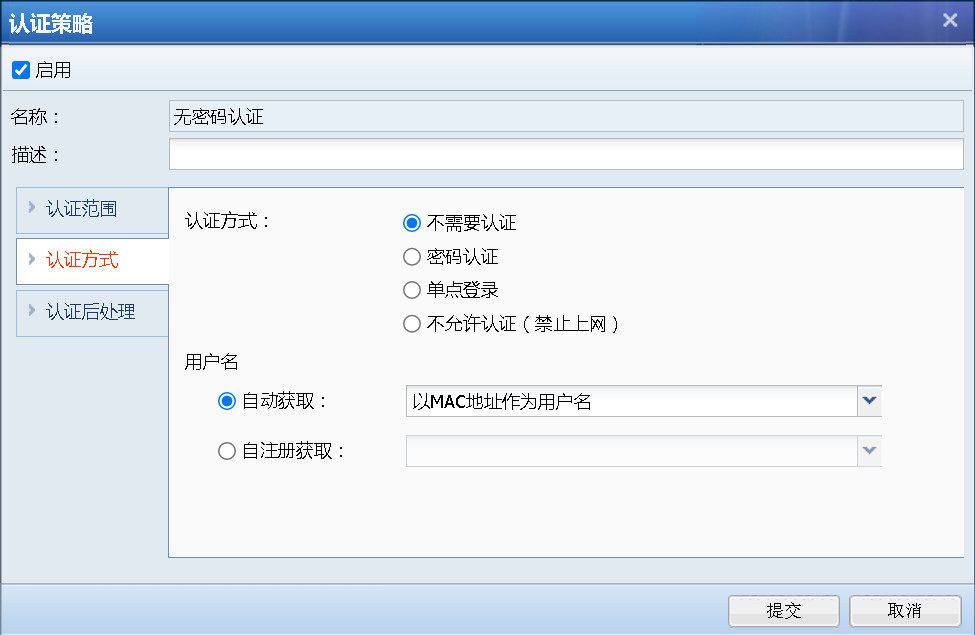 认证策略
启用
名称： 无密码认证
描述：
认证范围
认证方式
认证后处理
认证方式： 不需要认证
密码认证
单点登录
不允许认证（禁止上网）
用户名
自动获取： 以MAC地址作为用户名
自注册获取：
提交 取消